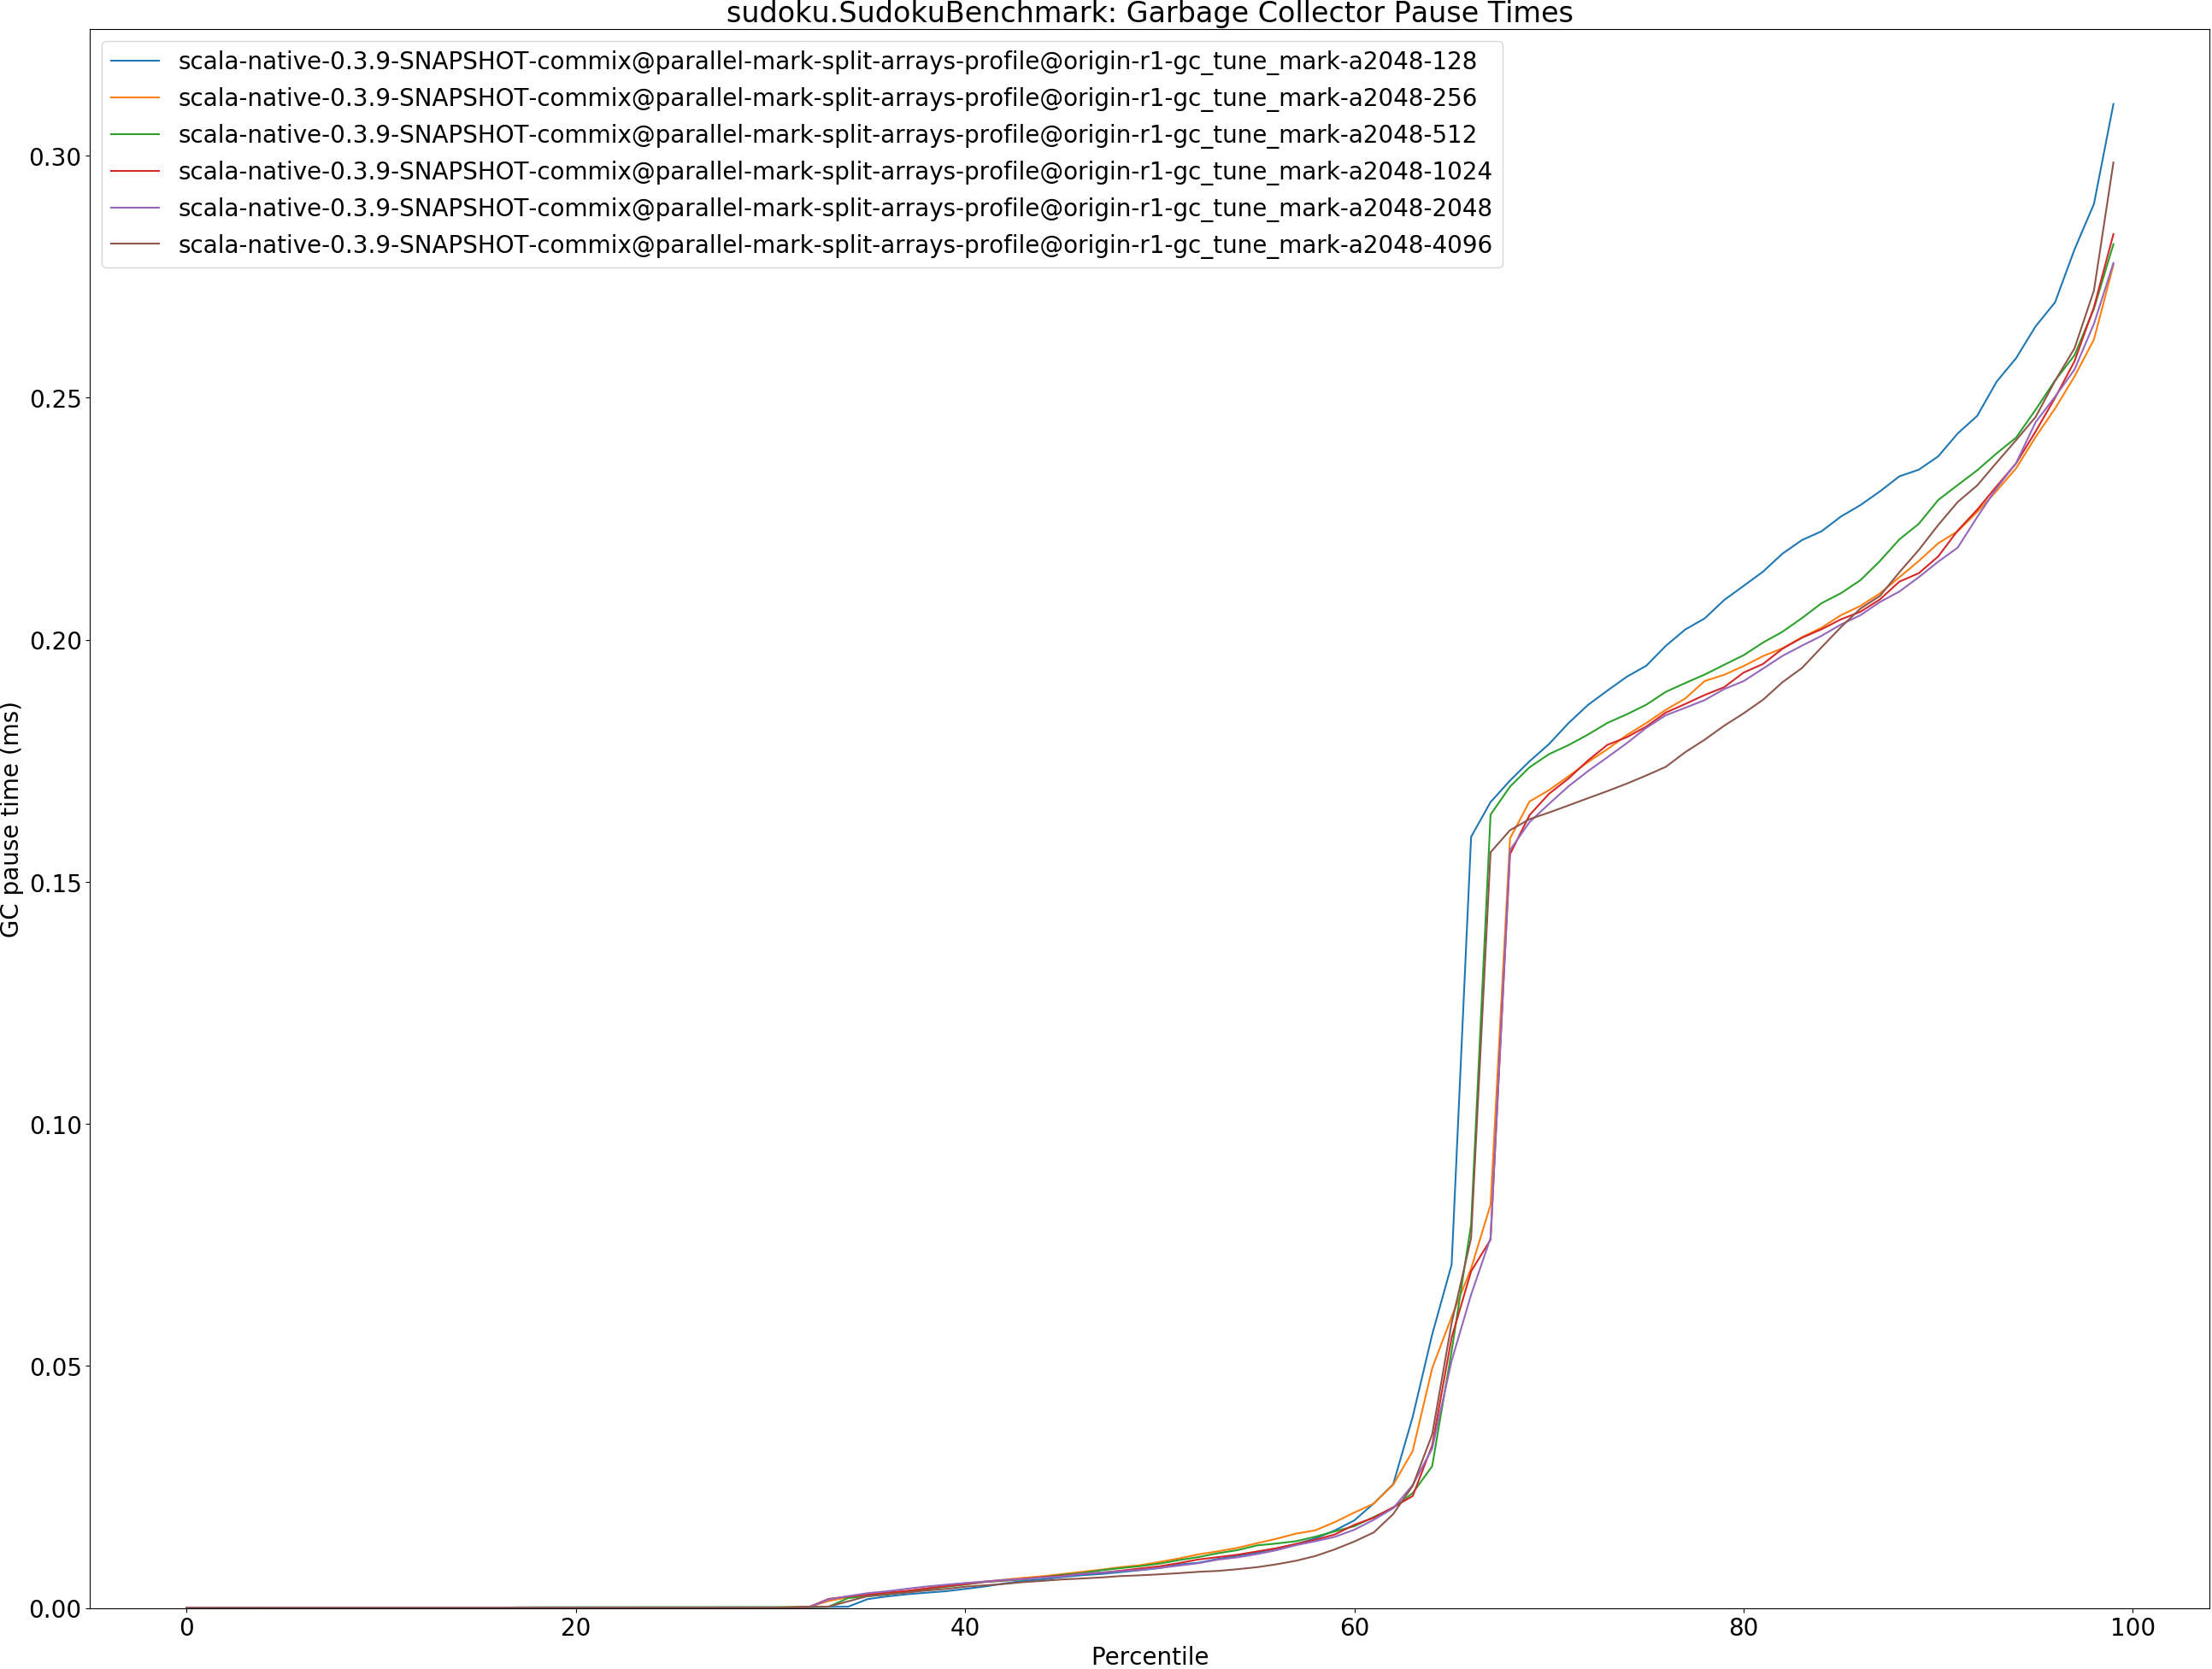 sudoku.SudokuBenchmark: Garbage Collector Pause Times
scala-native-0.3.9-SNAPSHOT-commix@parallel-mark-split-arrays-profile@origin-r1-gc_tune_mark-a2048-128
scala-native-0.3.9-SNAPSHOT-commix@parallel-mark-split-arrays-profile@origin-r1-gc_tune_mark-a2048-256
scala-native-0.3.9-SNAPSHOT-commix@parallel-mark-split-arrays-profile@origin-r1-gc_tune_mark-a2048-512
scala-native-0.3.9-SNAPSHOT-commix@parallel-mark-split-arrays-profile@origin-r1-gc_tune_mark-a2048-1024
scala-native-0.3.9-SNAPSHOT-commix@parallel-mark-split-arrays-profile@origin-r1-gc_tune_mark-a2048-2048
scala-native-0.3.9-SNAPSHOT-commix@parallel-mark-split-arrays-profile@origin-r1-gc_tune_mark-a2048-4096
0.30
0.25
0.20
0.15
0.10
0.05
0.00
GC pause time (ms)
0 20 40 60 80 100
Percentile